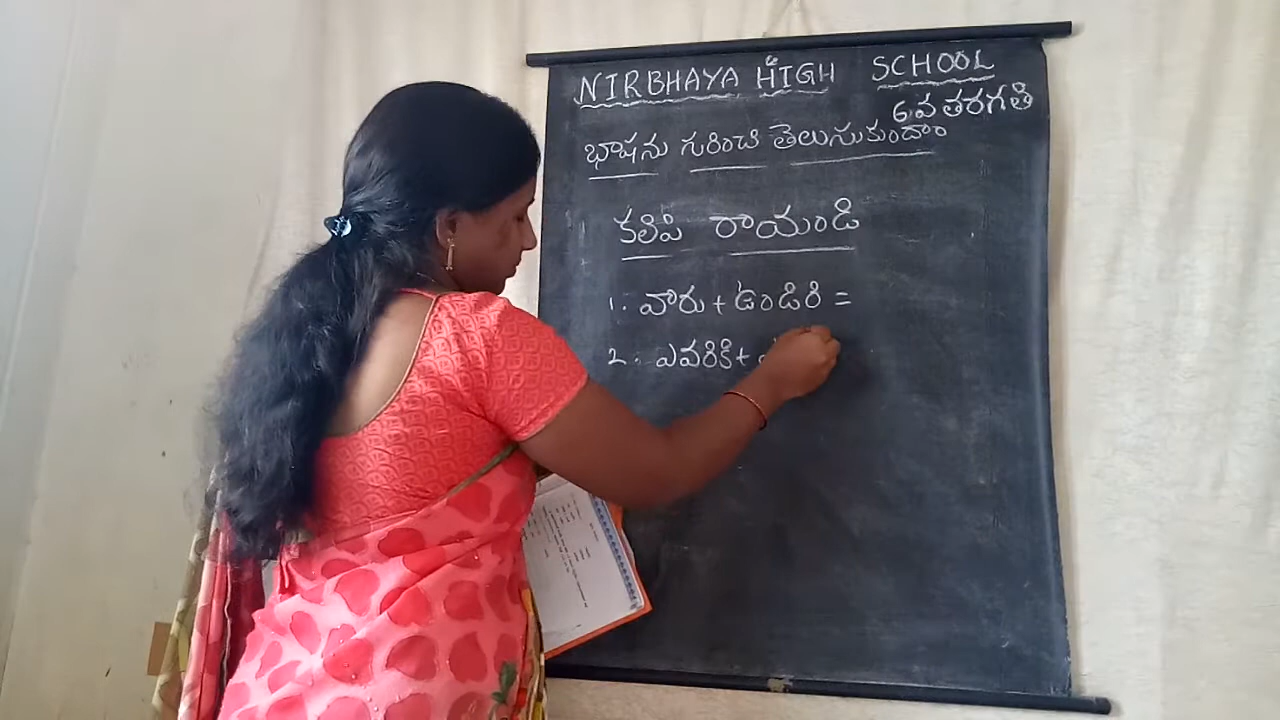 NIRBHAYA HIGH SCHOOL
6వ తరగతి
భాషను గురించి తెలుసుకుందాం
కలిపి రాయండి
1. వారు + ఉండిరి =
2. ఎవరికి +